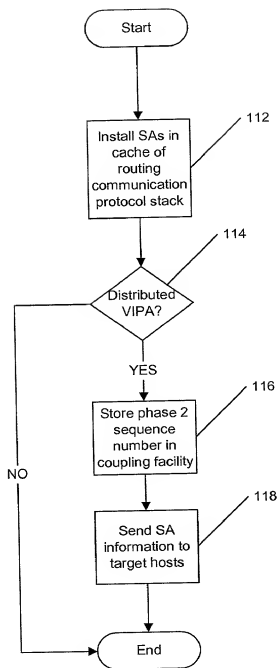 Start
Install SAs in
cache of
routing
communication
protocol stack
112
114
Distributed
VIPA?
YES
Store phase 2
sequence
number in
coupling facility
116
NO
Send SA
information to
target hosts
118
End